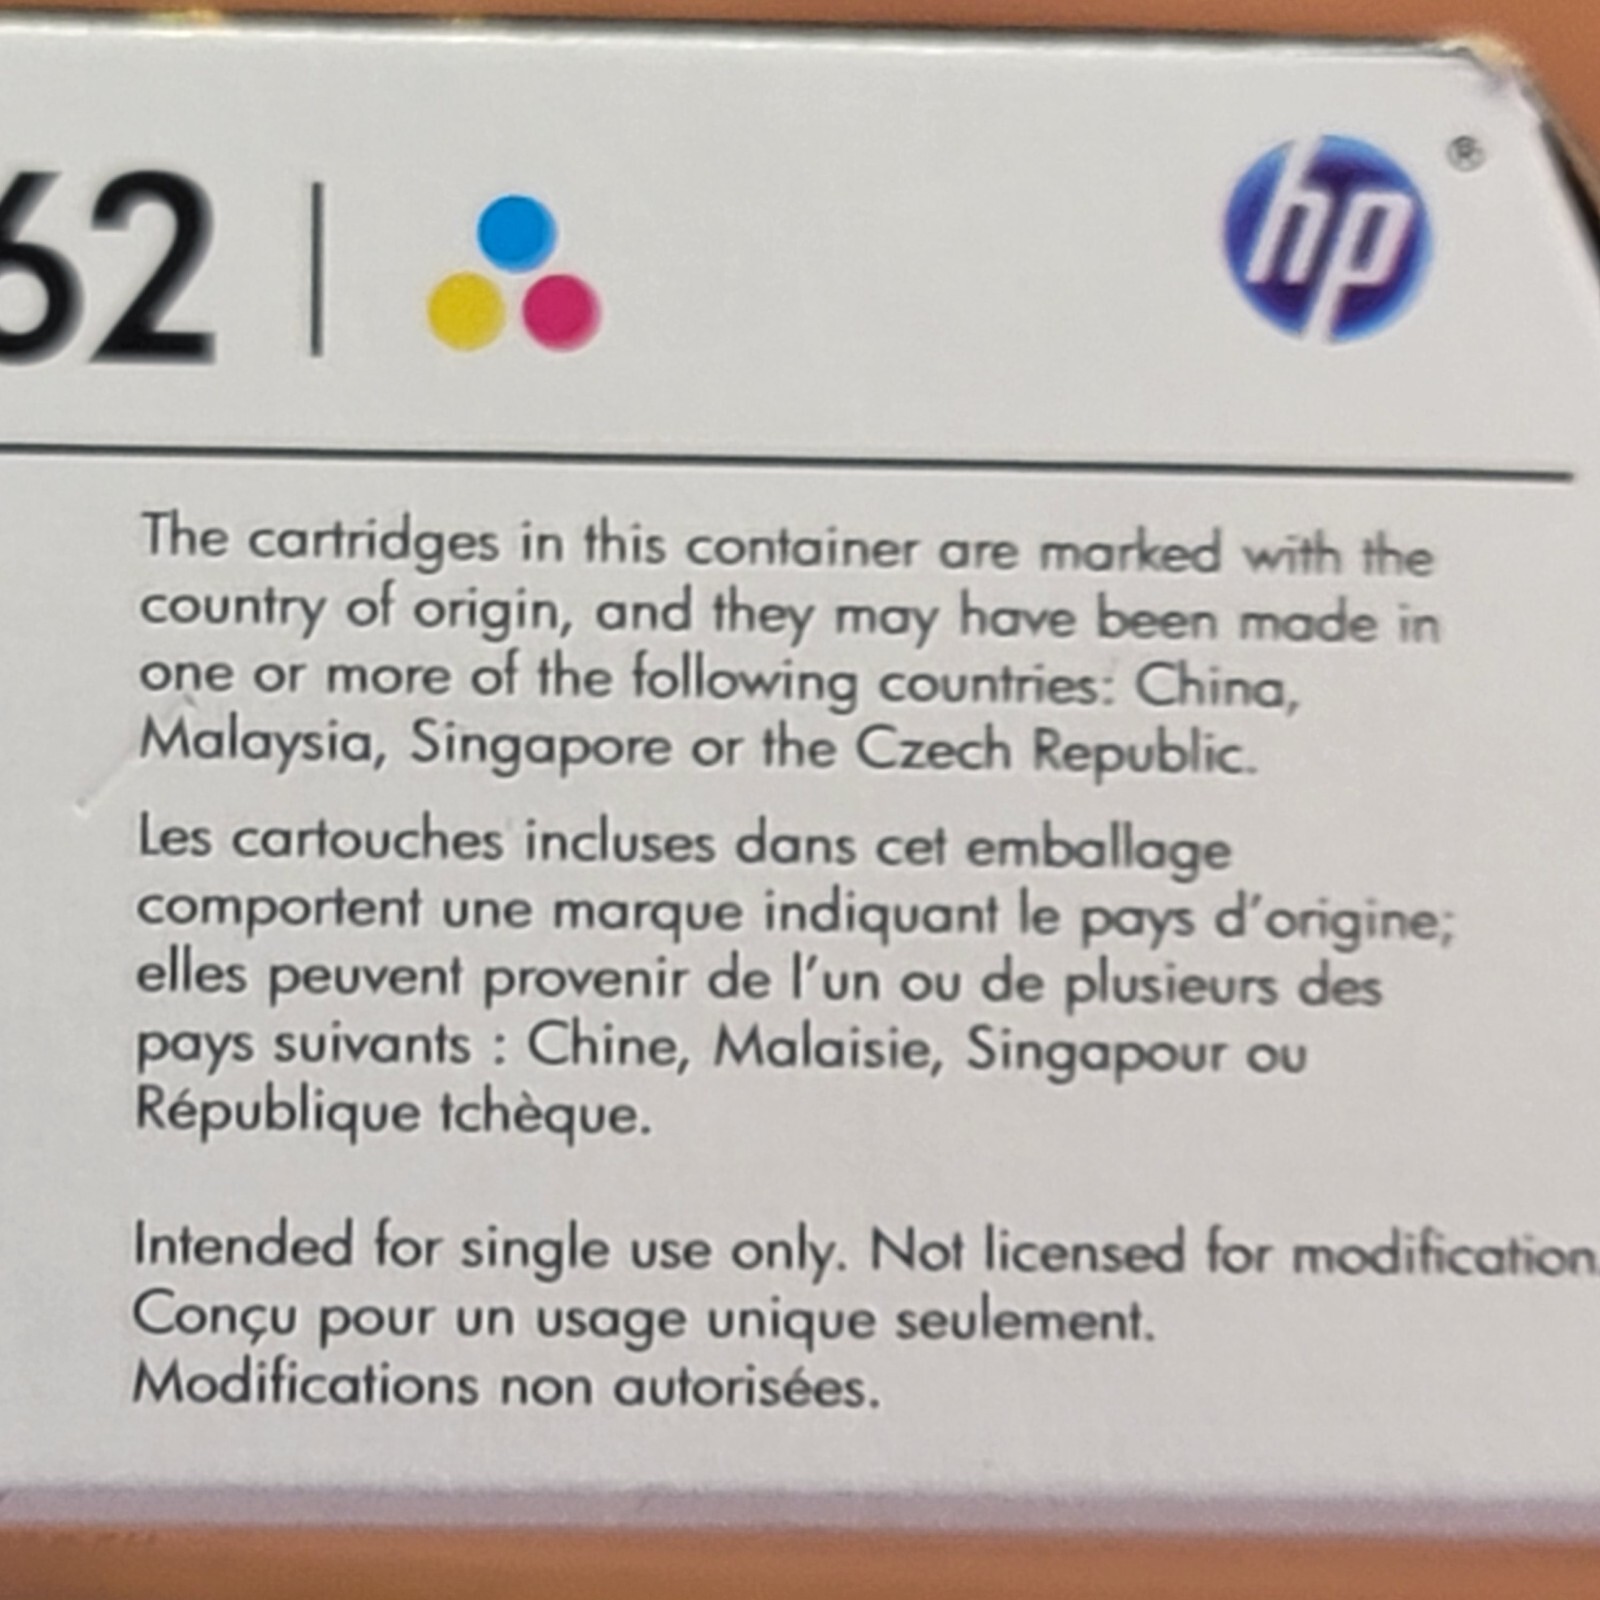 62 |
hp ®
The cartridges in this container are marked with the
country of origin, and they may have been made in
one or more of the following countries: China,
Malaysia, Singapore or the Czech Republic.
Les cartouches incluses dans cet emballage
comportent une marque indiquant le pays d'origine;
elles peuvent provenir de l'un ou de plusieurs des
pays suivants : Chine, Malaisie, Singapour ou
République tchèque.
Intended for single use only. Not licensed for modification.
Conçu pour un usage unique seulement.
Modifications non autorisées.